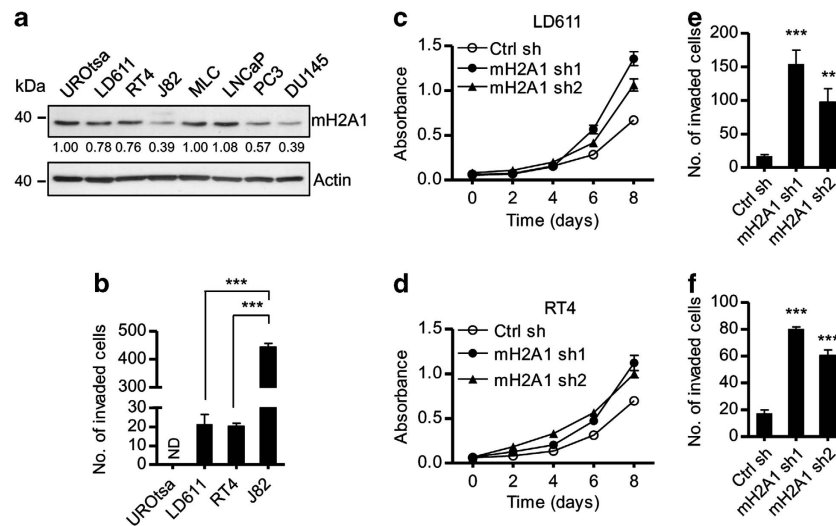 a
kDa
UROtsa
LD611
RT4
J82
MLC
LNCaP
PC3
DU145
40
mH2A1
1.00 0.78 0.76 0.39 1.00 1.08 0.57 0.39
40
Actin
b
***
***
No. of invaded cells
500
400
300
30
20
10
0
ND
UROtsa
LD611
RT4
J82
c
LD611
Absorbance
1.5
1.0
0.5
0.0
Ctrl sh
mH2A1 sh1
mH2A1 sh2
0 2 4 6 8
Time (days)
d
RT4
Absorbance
1.5
1.0
0.5
0.0
Ctrl sh
mH2A1 sh1
mH2A1 sh2
0 2 4 6 8
Time (days)
e
No. of invaded cells
200
150
100
50
0
***
**
Ctrl sh
mH2A1 sh1
mH2A1 sh2
f
No. of invaded cells
100
80
60
40
20
0
***
***
Ctrl sh
mH2A1 sh1
mH2A1 sh2